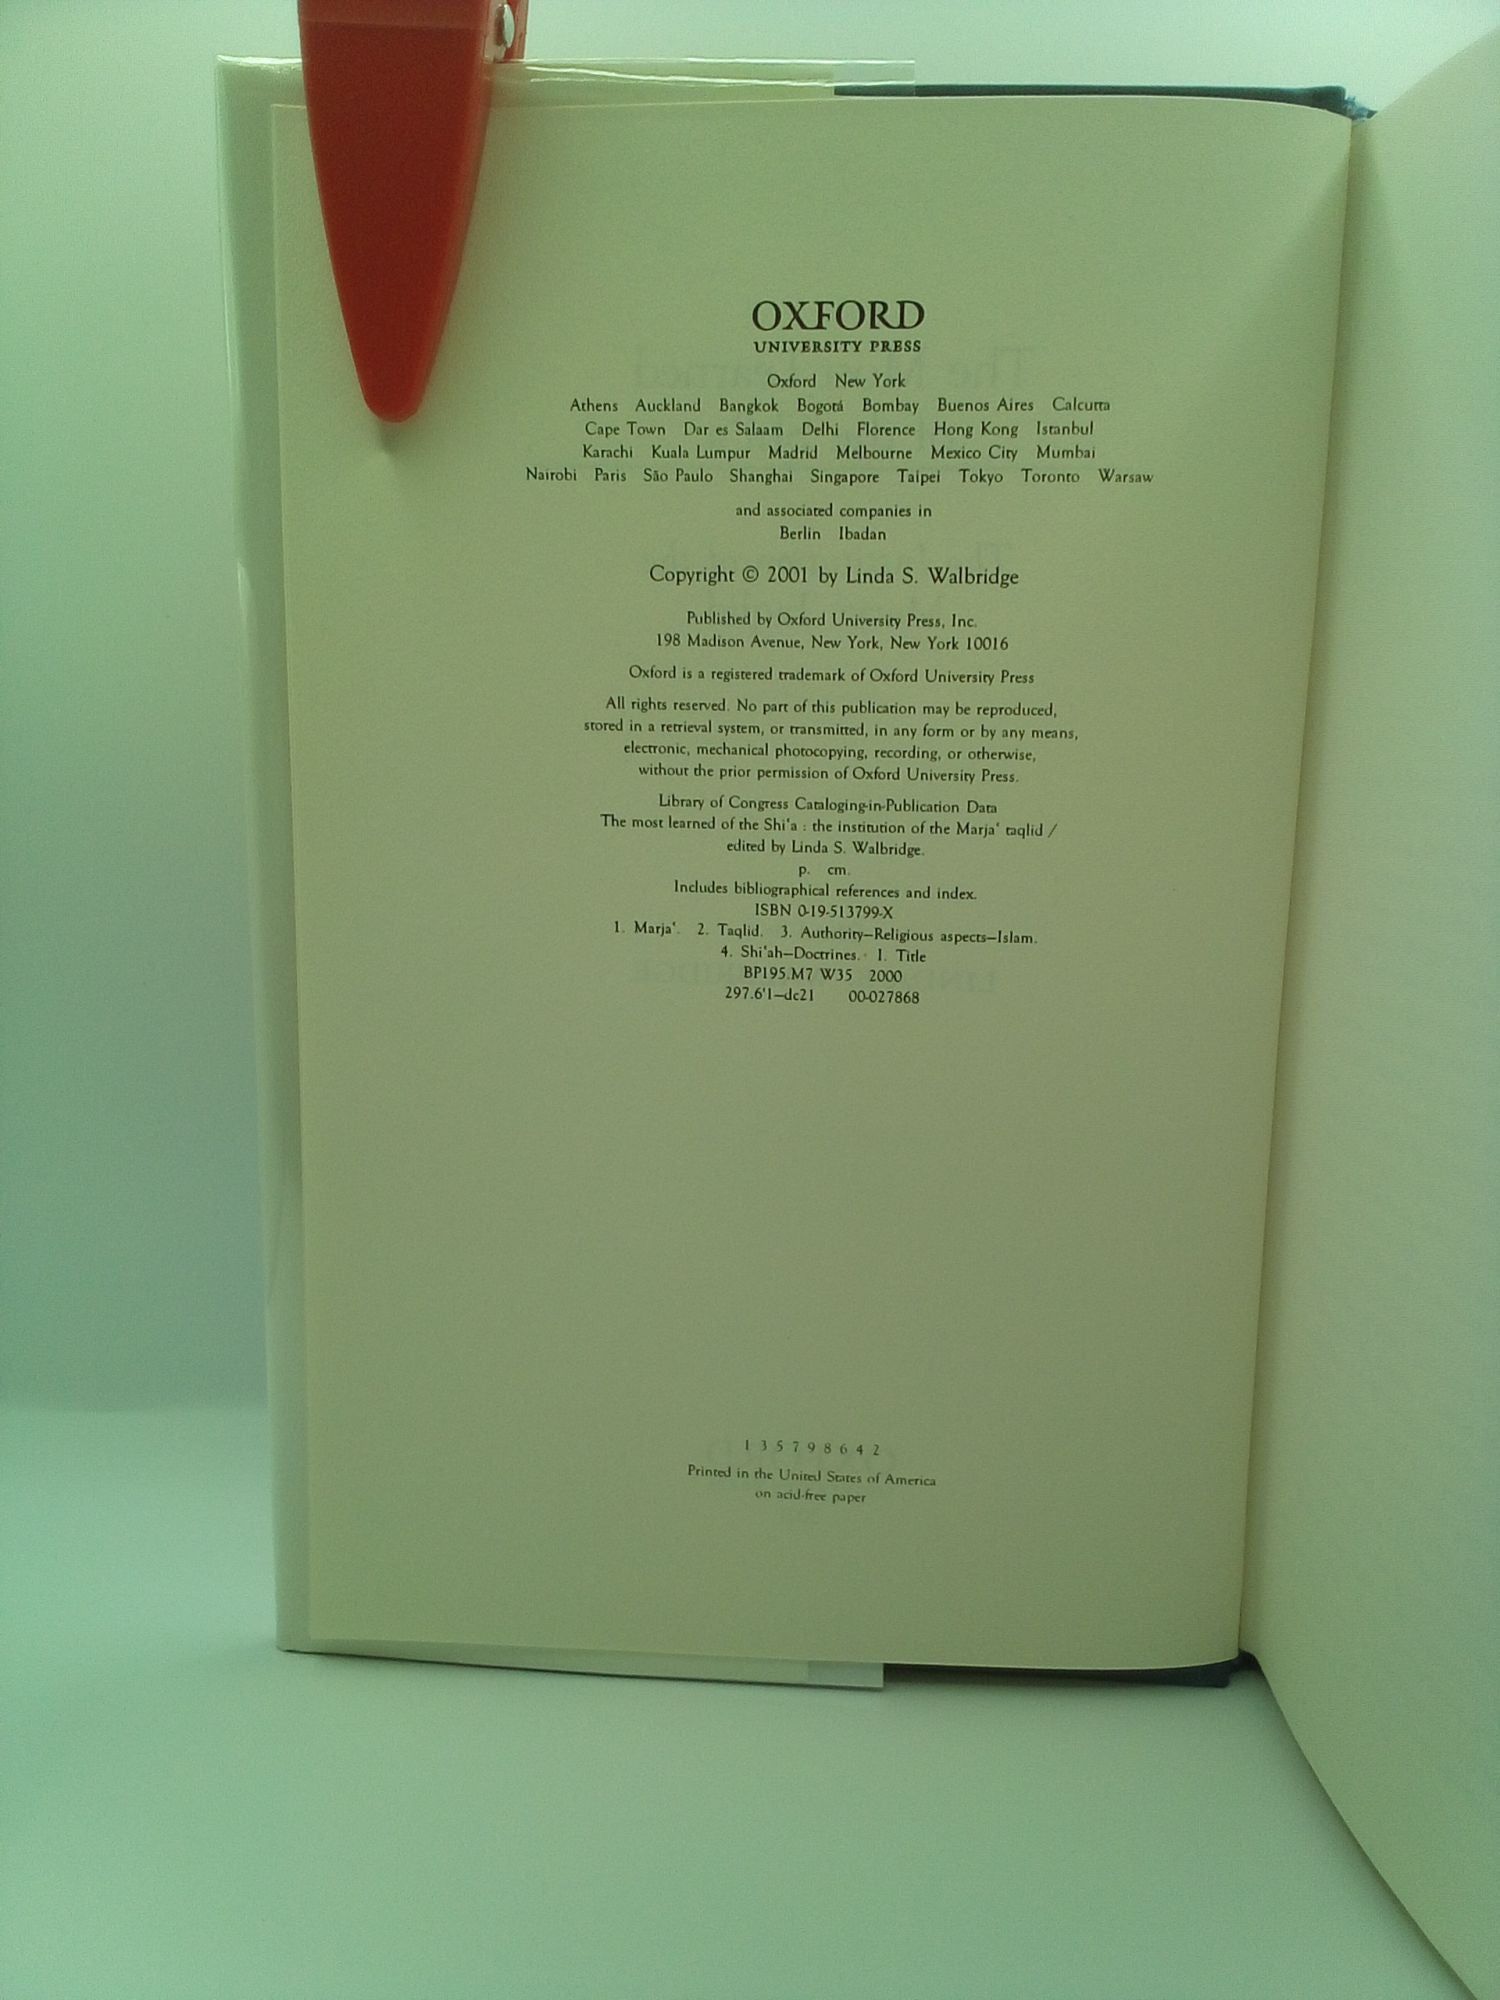 OXFORD
UNIVERSITY PRESS
Oxford New York
Athens Auckland Bangkok Bogotá Bombay Buenos Aires Calcutta
Cape Town Dar es Salaam Delhi Florence Hong Kong Istanbul
Karachi Kuala Lumpur Madrid Melbourne Mexico City Mumbai
Nairobi Paris São Paulo Shanghai Singapore Taipei Tokyo Toronto Warsaw
and associated companies in
Berlin Ibadan
Copyright © 2001 by Linda S. Walbridge
Published by Oxford University Press, Inc.
198 Madison Avenue, New York, New York 10016
Oxford is a registered trademark of Oxford University Press
All rights reserved. No part of this publication may be reproduced,
stored in a retrieval system, or transmitted, in any form or by any means,
electronic, mechanical photocopying, recording, or otherwise,
without the prior permission of Oxford University Press.
Library of Congress Cataloging-in-Publication Data
The most learned of the Shiʻa : the institution of the Marjaʻ taqlid /
edited by Linda S. Walbridge.
p. cm.
Includes bibliographical references and index.
ISBN 0-19-513799-X
1. Marjaʻ. 2. Taqlid. 3. Authority—Religious aspects—Islam.
4. Shiʻah—Doctrines. I. Title
BP195.M7 W35 2000
297.6'1—dc21 00-027868
1 3 5 7 9 8 6 4 2
Printed in the United States of America
on acid-free paper